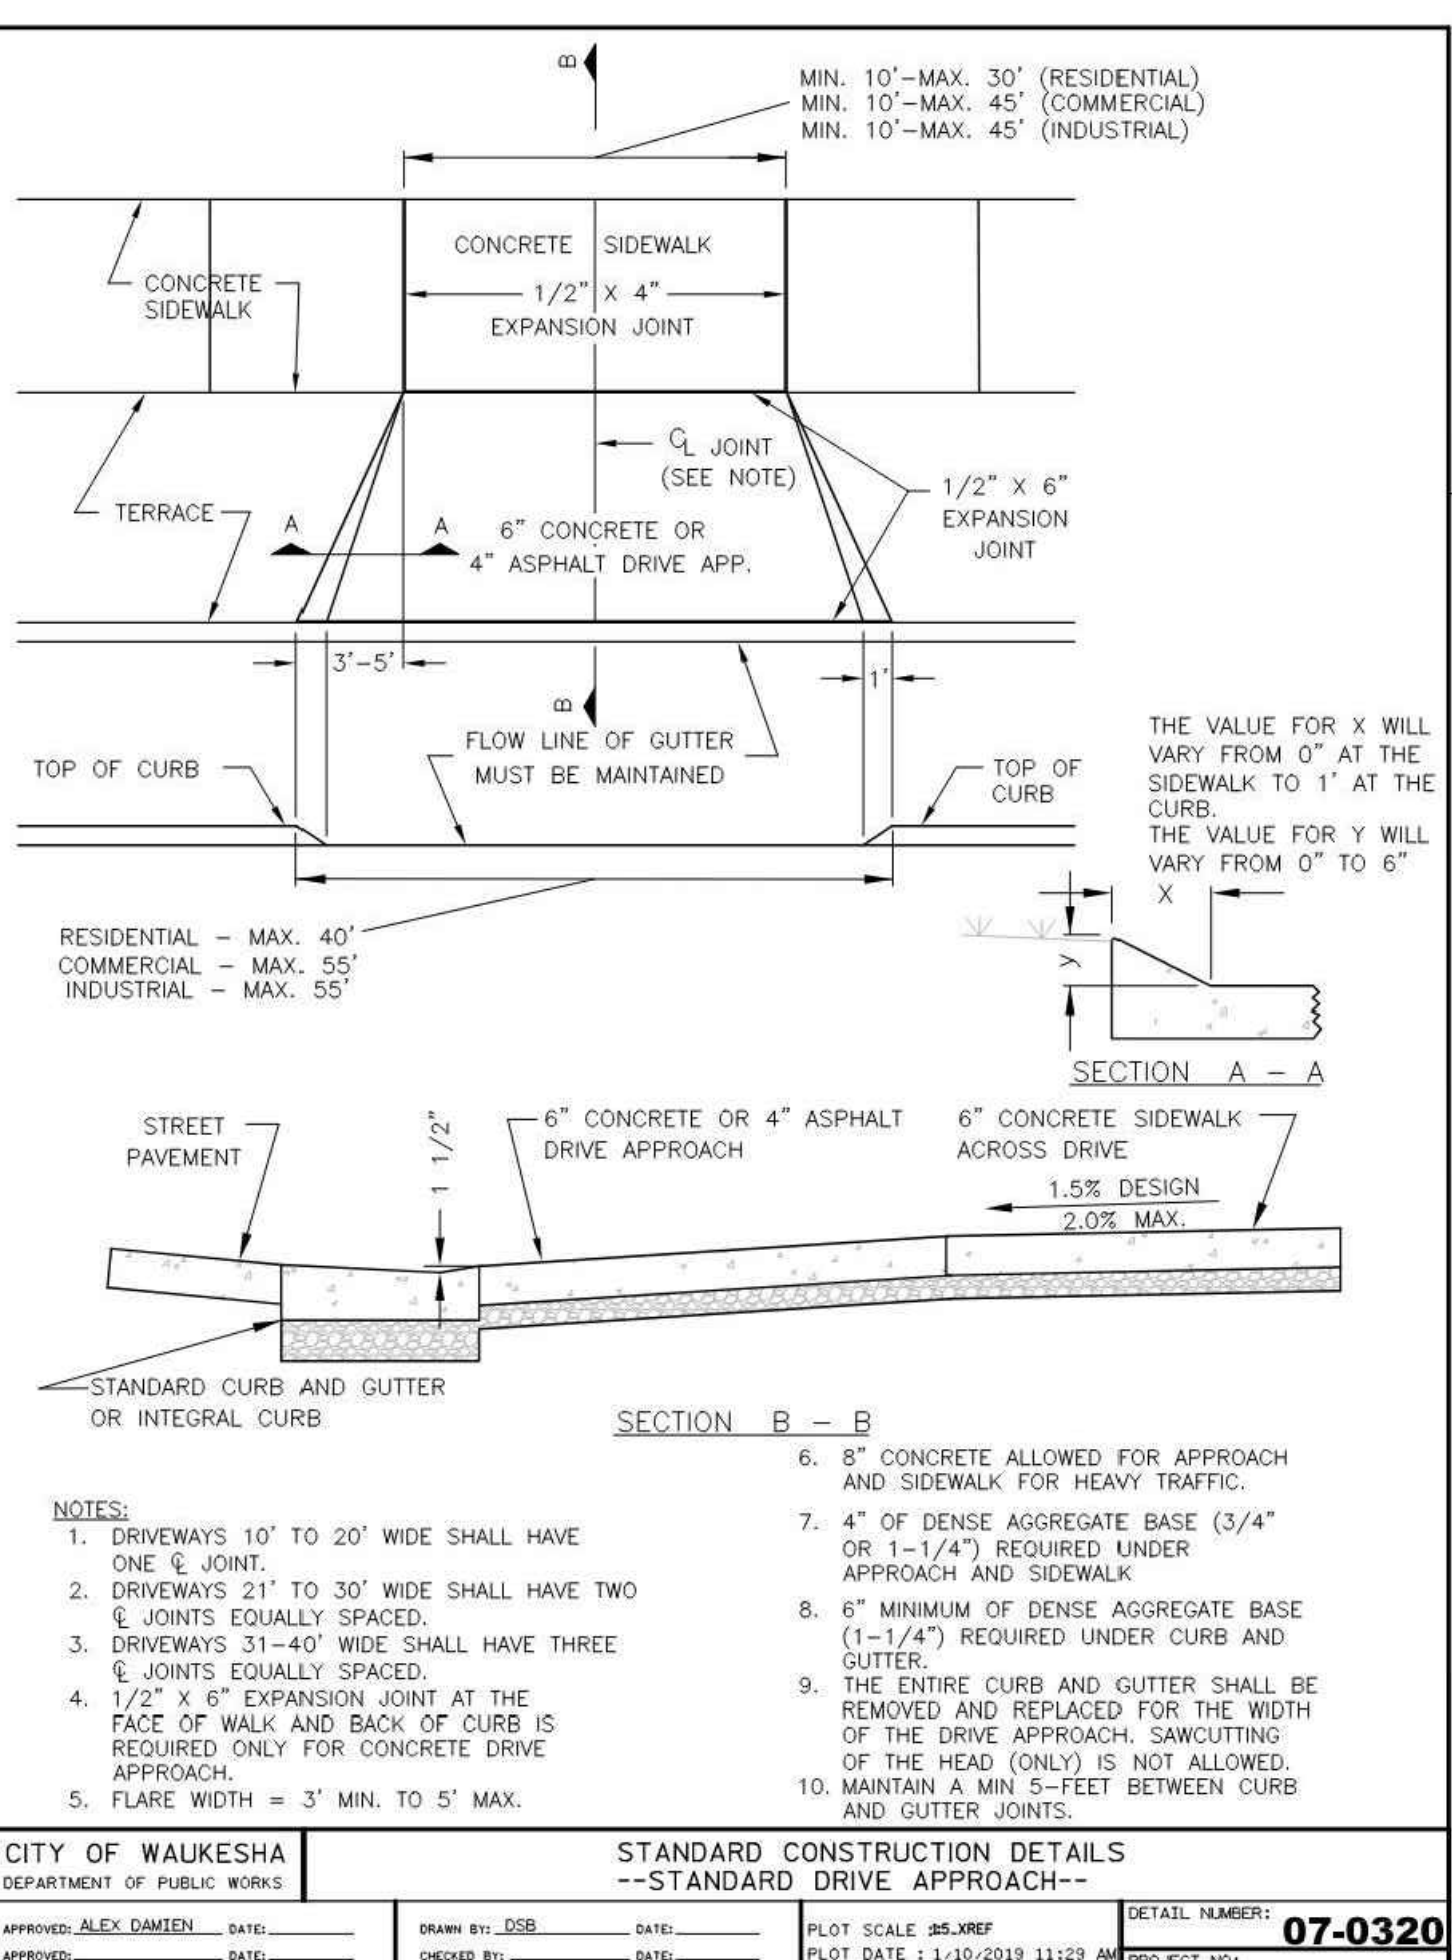 B
MIN. 10'-MAX. 30' (RESIDENTIAL)
MIN. 10'-MAX. 45' (COMMERCIAL)
MIN. 10'-MAX. 45' (INDUSTRIAL)
CONCRETE SIDEWALK
1/2" X 4"
EXPANSION JOINT
CONCRETE
SIDEWALK
℄ JOINT
(SEE NOTE)
1/2" X 6"
EXPANSION
JOINT
TERRACE
A A
6" CONCRETE OR
4" ASPHALT DRIVE APP.
3'-5'
1'
B
FLOW LINE OF GUTTER
MUST BE MAINTAINED
TOP OF CURB
TOP OF
CURB
THE VALUE FOR X WILL
VARY FROM 0" AT THE
SIDEWALK TO 1' AT THE
CURB.
THE VALUE FOR Y WILL
VARY FROM 0" TO 6"
X
y
RESIDENTIAL - MAX. 40'
COMMERCIAL - MAX. 55'
INDUSTRIAL - MAX. 55'
SECTION A - A
STREET
PAVEMENT
1 1/2"
6" CONCRETE OR 4" ASPHALT
DRIVE APPROACH
6" CONCRETE SIDEWALK
ACROSS DRIVE
1.5% DESIGN
2.0% MAX.
STANDARD CURB AND GUTTER
OR INTEGRAL CURB
SECTION B - B
NOTES:
1. DRIVEWAYS 10' TO 20' WIDE SHALL HAVE
ONE ℄ JOINT.
2. DRIVEWAYS 21' TO 30' WIDE SHALL HAVE TWO
℄ JOINTS EQUALLY SPACED.
3. DRIVEWAYS 31-40' WIDE SHALL HAVE THREE
℄ JOINTS EQUALLY SPACED.
4. 1/2" X 6" EXPANSION JOINT AT THE
FACE OF WALK AND BACK OF CURB IS
REQUIRED ONLY FOR CONCRETE DRIVE
APPROACH.
5. FLARE WIDTH = 3' MIN. TO 5' MAX.
6. 8" CONCRETE ALLOWED FOR APPROACH
AND SIDEWALK FOR HEAVY TRAFFIC.
7. 4" OF DENSE AGGREGATE BASE (3/4"
OR 1-1/4") REQUIRED UNDER
APPROACH AND SIDEWALK
8. 6" MINIMUM OF DENSE AGGREGATE BASE
(1-1/4") REQUIRED UNDER CURB AND
GUTTER.
9. THE ENTIRE CURB AND GUTTER SHALL BE
REMOVED AND REPLACED FOR THE WIDTH
OF THE DRIVE APPROACH. SAWCUTTING
OF THE HEAD (ONLY) IS NOT ALLOWED.
10. MAINTAIN A MIN 5-FEET BETWEEN CURB
AND GUTTER JOINTS.
CITY OF WAUKESHA
DEPARTMENT OF PUBLIC WORKS
STANDARD CONSTRUCTION DETAILS
--STANDARD DRIVE APPROACH--
APPROVED: ALEX DAMIEN DATE:
APPROVED: DATE:
DRAWN BY: DSB DATE:
CHECKED BY: DATE:
PLOT SCALE XREF
PLOT DATE : 1/10/2019 11:29 AM
DETAIL NUMBER:
07-0320
PROJECT NO: